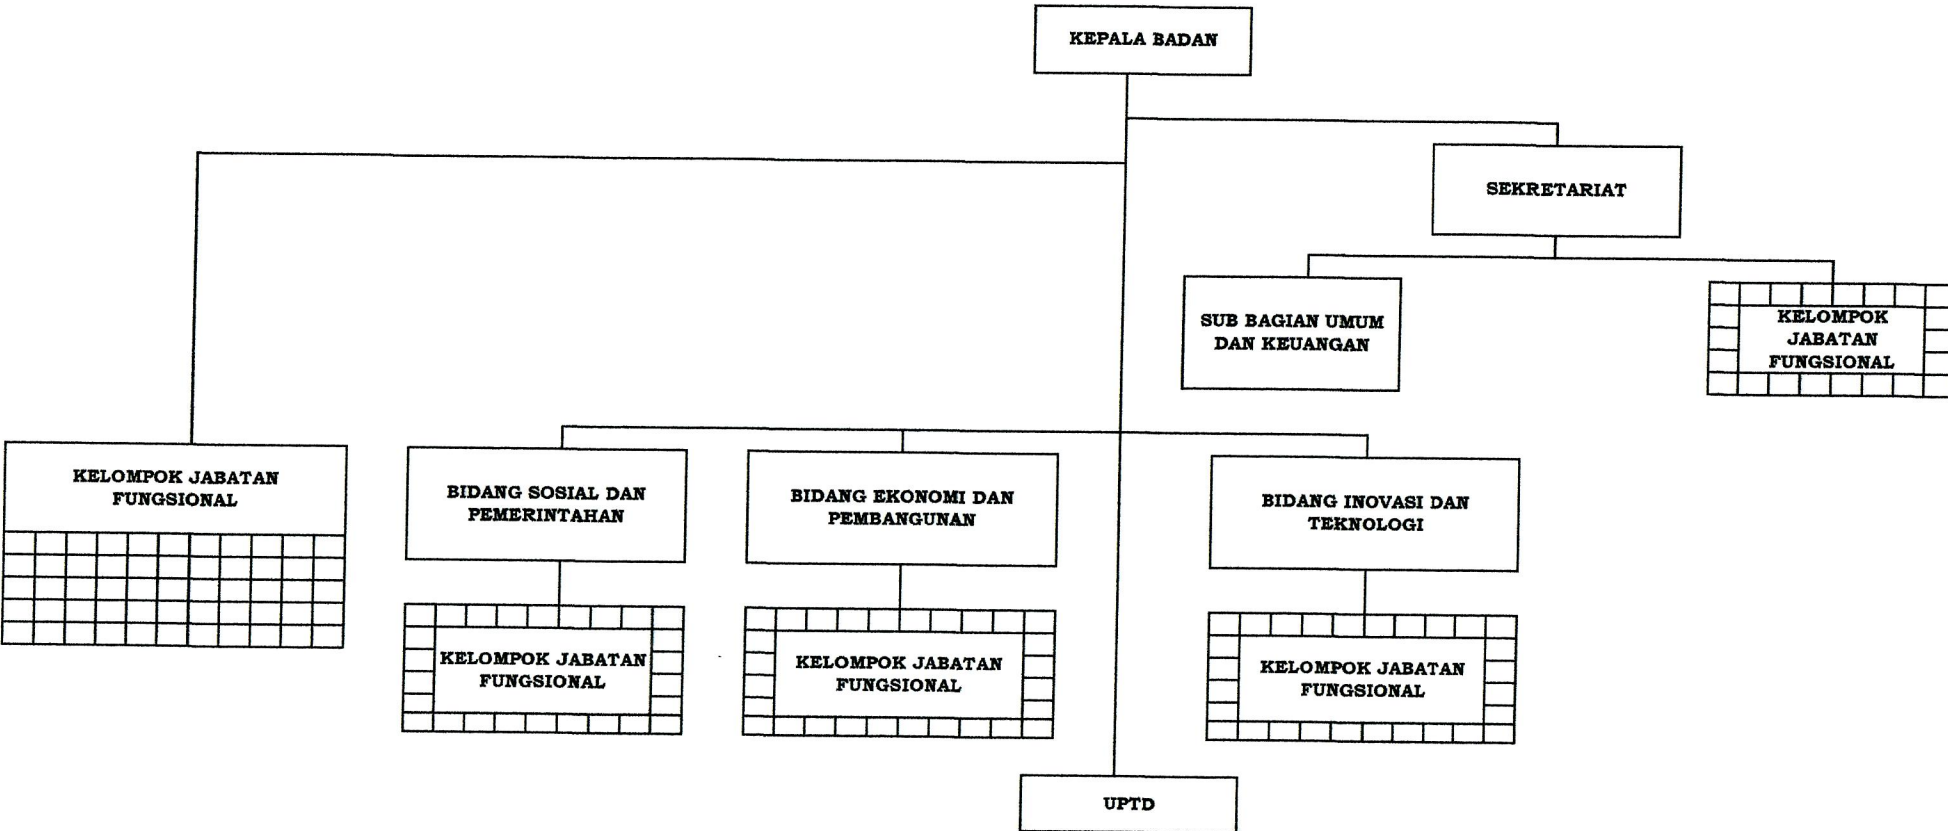 KEPALA BADAN
SEKRETARIAT
SUB BAGIAN UMUM
DAN KEUANGAN
KELOMPOK
JABATAN
FUNGSIONAL
KELOMPOK JABATAN
FUNGSIONAL
BIDANG SOSIAL DAN
PEMERINTAHAN
BIDANG EKONOMI DAN
PEMBANGUNAN
BIDANG INOVASI DAN
TEKNOLOGI
KELOMPOK JABATAN
FUNGSIONAL
KELOMPOK JABATAN
FUNGSIONAL
KELOMPOK JABATAN
FUNGSIONAL
UPTD